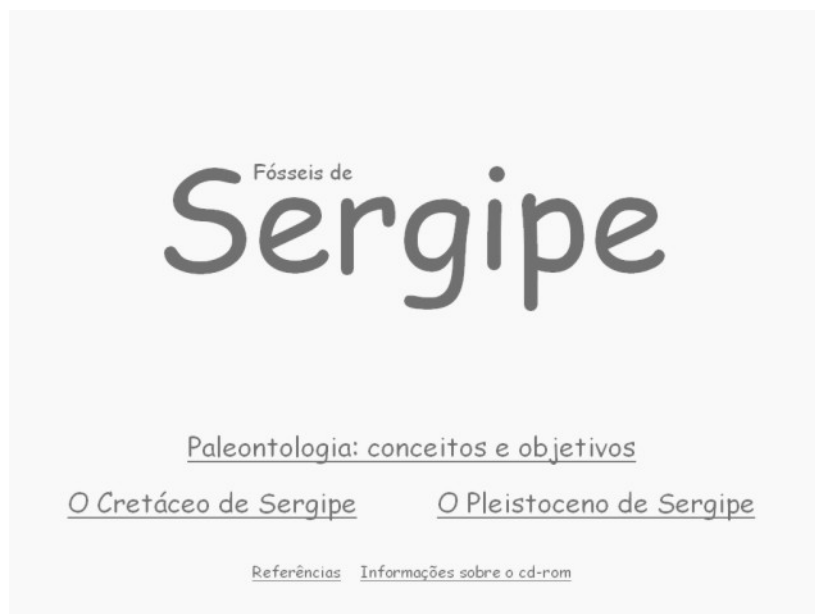 Fósseis de
Sergipe
Paleontologia: conceitos e objetivos
O Cretáceo de Sergipe O Pleistoceno de Sergipe
Referências Informações sobre o cd-rom